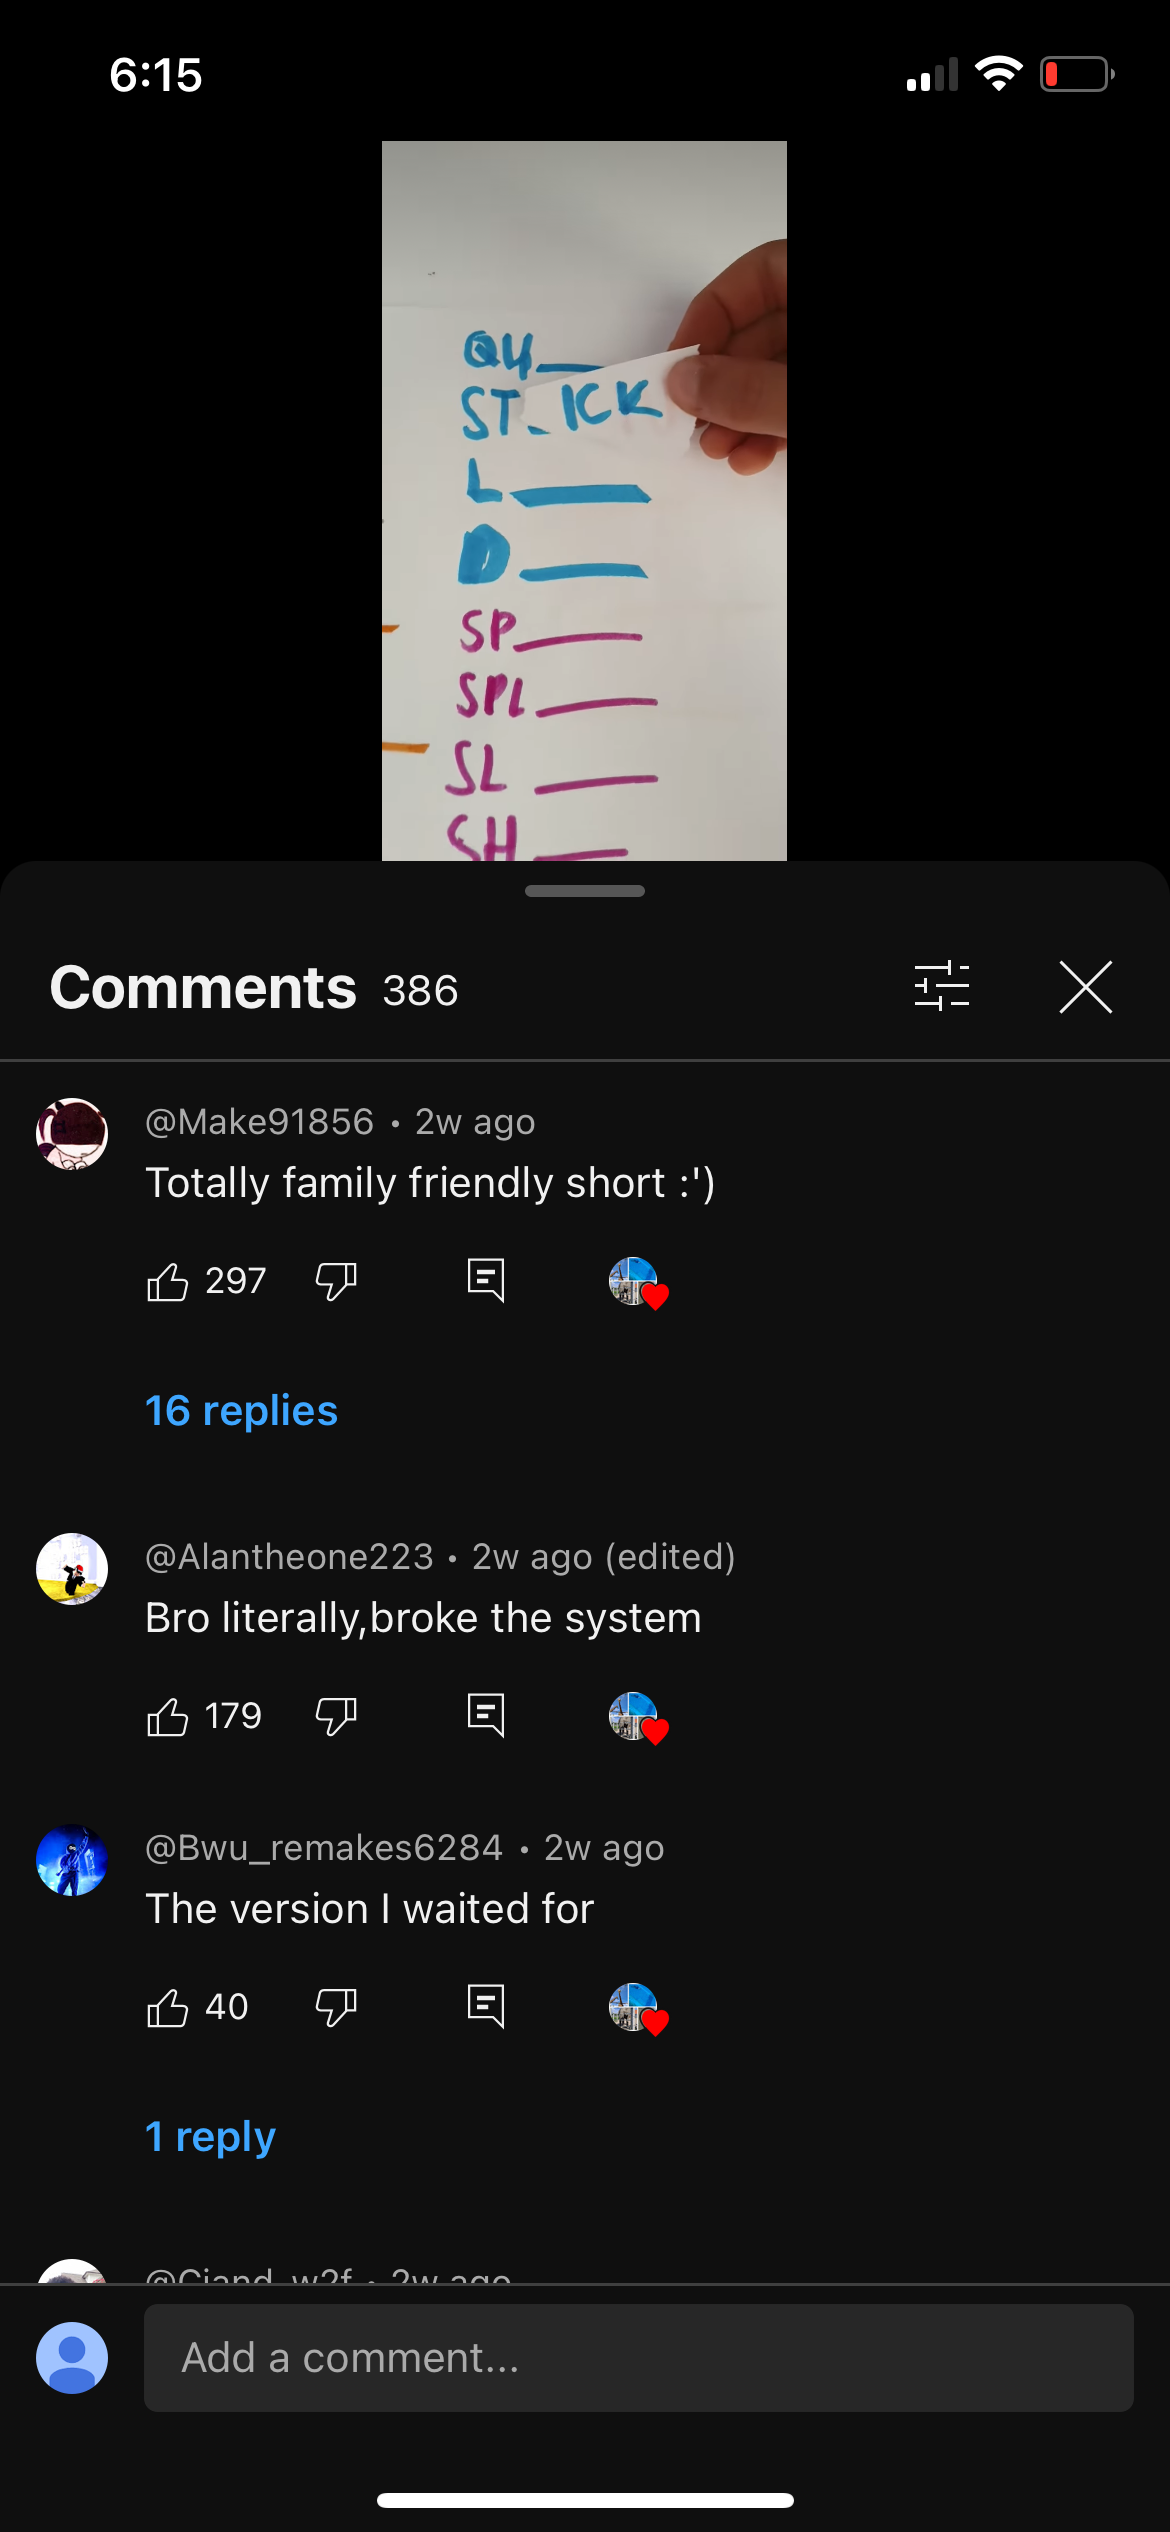 6:15
QU
ST ICK
L
D
SP
SPL
SL
SH
Comments 386
@Make91856 • 2w ago
Totally family friendly short :')
297
16 replies
@Alantheone223 • 2w ago (edited)
Bro literally,broke the system
179
@Bwu_remakes6284 • 2w ago
The version I waited for
40
1 reply
@Ciand_w2f • 2w ago
Add a comment...